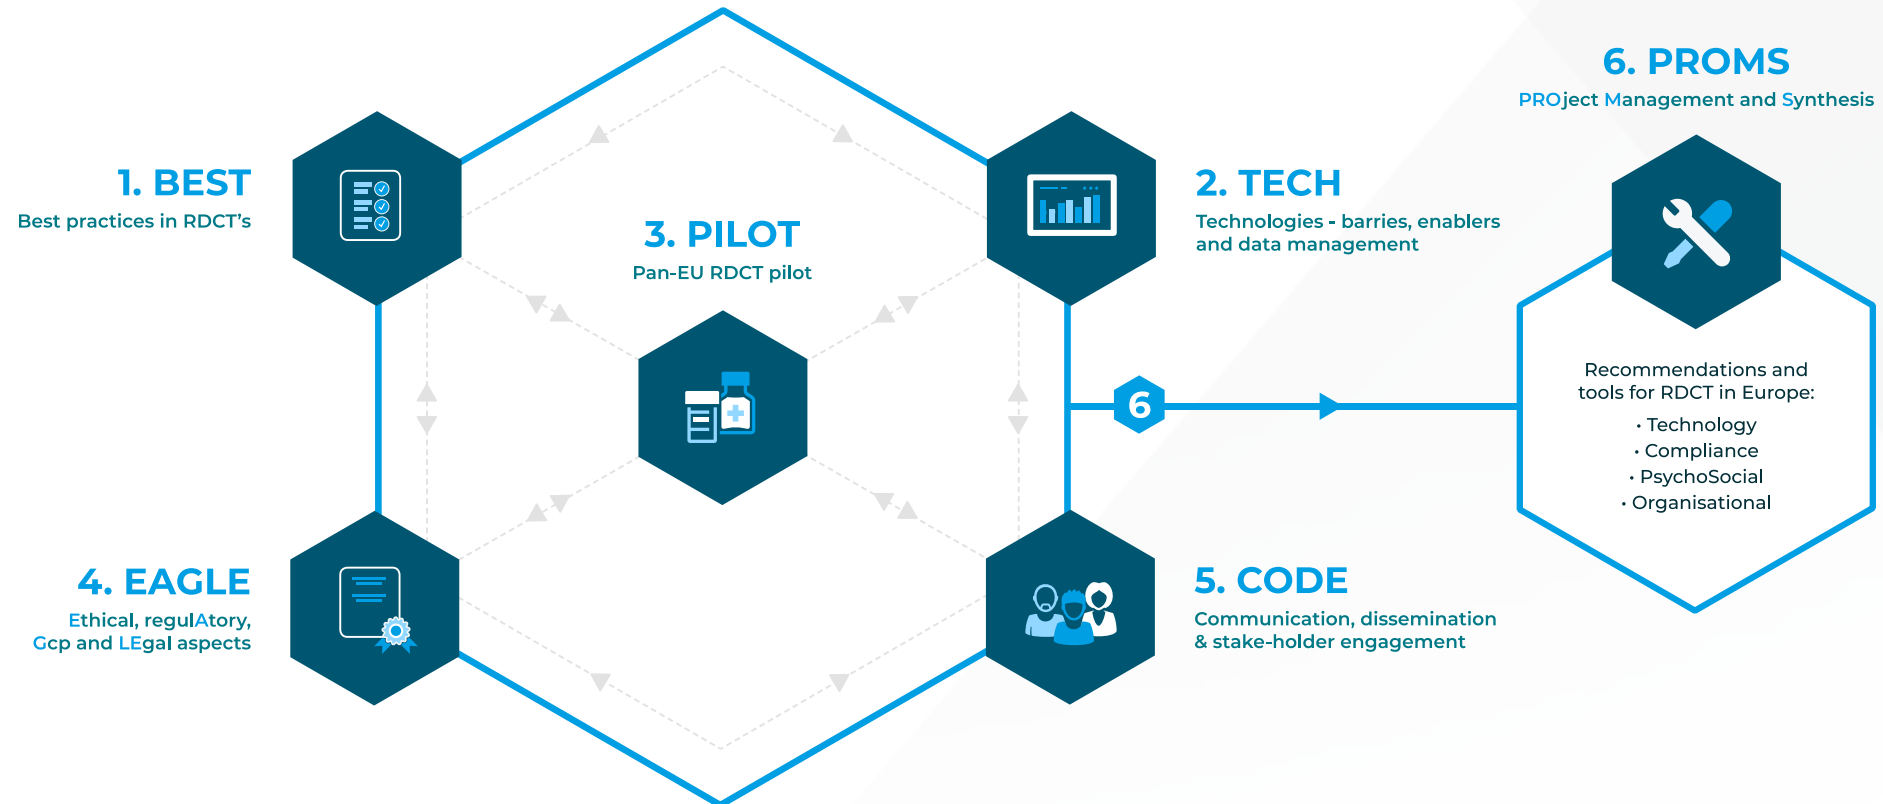 1. BEST
Best practices in RDCT's
2. TECH
Technologies - barries, enablers
and data management
3. PILOT
Pan-EU RDCT pilot
4. EAGLE
Ethical, regulAtory,
Gcp and LEgal aspects
5. CODE
Communication, dissemination
& stake-holder engagement
6
6. PROMS
PROject Management and Synthesis
Recommendations and
tools for RDCT in Europe:
• Technology
• Compliance
• PsychoSocial
• Organisational